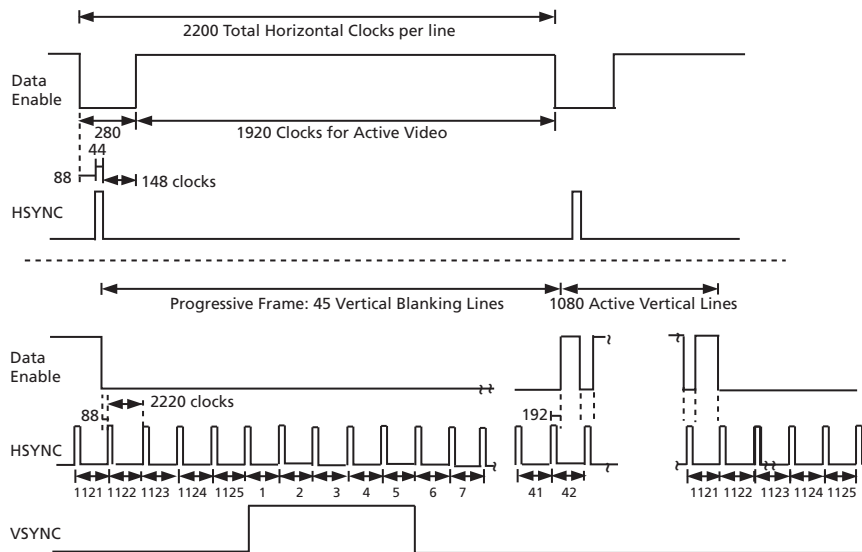 2200 Total Horizontal Clocks per line
Data
Enable
280
1920 Clocks for Active Video
44
88
148 clocks
HSYNC
Progressive Frame: 45 Vertical Blanking Lines
1080 Active Vertical Lines
Data
Enable
88
2220 clocks
192
HSYNC
1121 1122 1123 1124 1125 1 2 3 4 5 6 7 41 42 1121 1122 1123 1124 1125
VSYNC